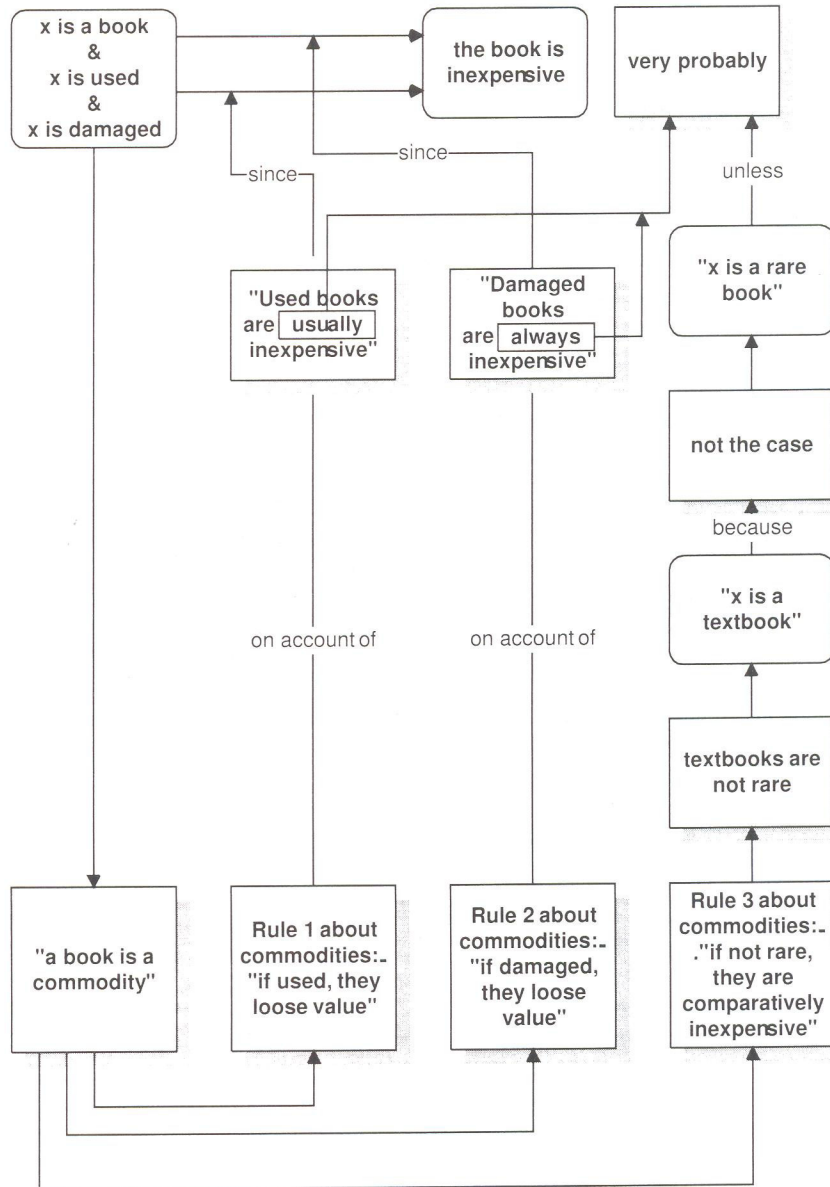 x is a book
&
x is used
&
x is damaged
the book is
inexpensive
very probably
since
since
unless
"Used books
are usually
inexpensive"
"Damaged
books
are always
inexpensive"
"x is a rare
book"
not the case
because
"x is a
textbook"
on account of
on account of
textbooks are
not rare
"a book is a
commodity"
Rule 1 about
commodities:-
"if used, they
loose value"
Rule 2 about
commodities:-
"if damaged,
they loose
value"
Rule 3 about
commodities:-
."if not rare,
they are
comparatively
inexpensive"